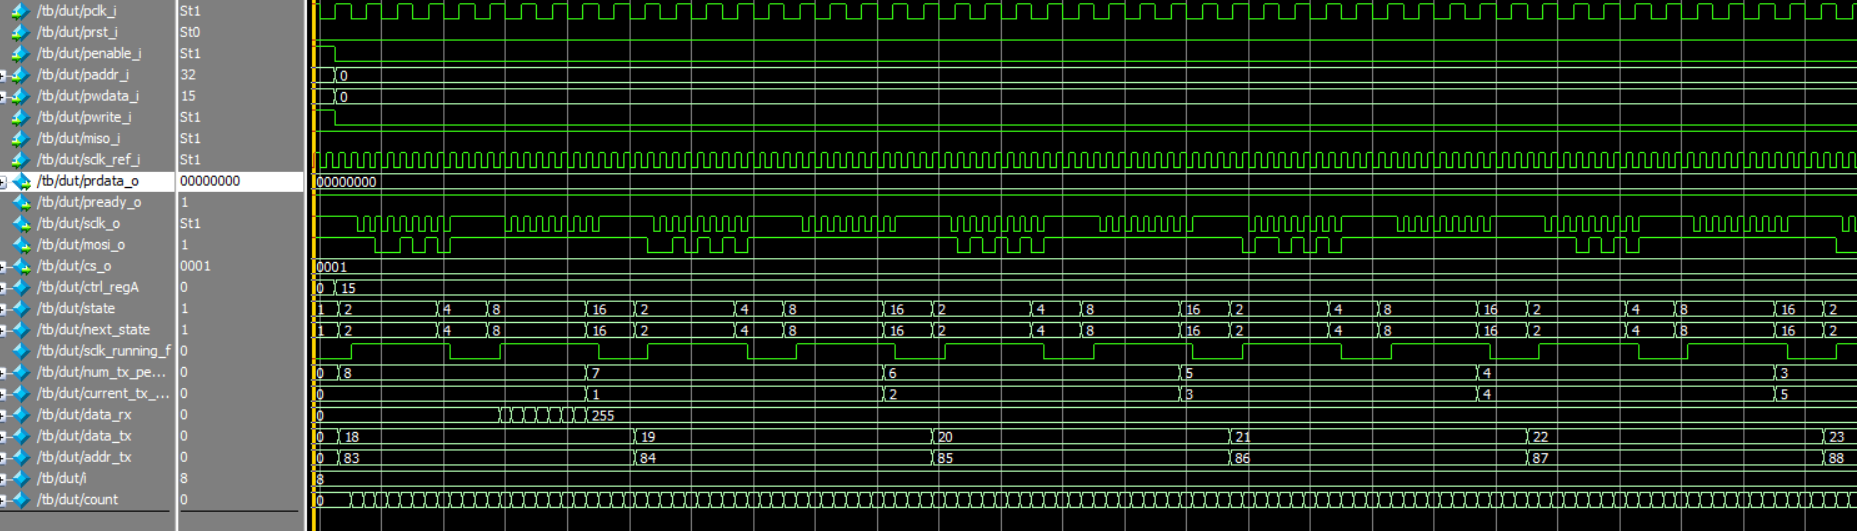 /tb/dut/pclk_i St1
/tb/dut/prst_i St0
/tb/dut/penable_i St1
/tb/dut/paddr_i 32 0
/tb/dut/pwdata_i 15 0
/tb/dut/pwrite_i St1
/tb/dut/miso_i St1
/tb/dut/sclk_ref_i St1
/tb/dut/prdata_o 00000000 00000000
/tb/dut/pready_o 1
/tb/dut/sclk_o St1
/tb/dut/mosi_o 1
/tb/dut/cs_o 0001 0001
/tb/dut/ctrl_regA 0 0 15
/tb/dut/state 1 1 2 4 8 16 2 4 8 16 2 4 8 16 2 4 8 16 2 4 8 16 2
/tb/dut/next_state 1 1 2 4 8 16 2 4 8 16 2 4 8 16 2 4 8 16 2 4 8 16 2
/tb/dut/sclk_running_f 0
/tb/dut/num_tx_pe... 0 0 8 7 6 5 4 3
/tb/dut/current_tx_... 0 0 1 2 3 4 5
/tb/dut/data_rx 0 0 255
/tb/dut/data_tx 0 0 18 19 20 21 22 23
/tb/dut/addr_tx 0 0 83 84 85 86 87 88
/tb/dut/i 8 8
/tb/dut/count 0 0